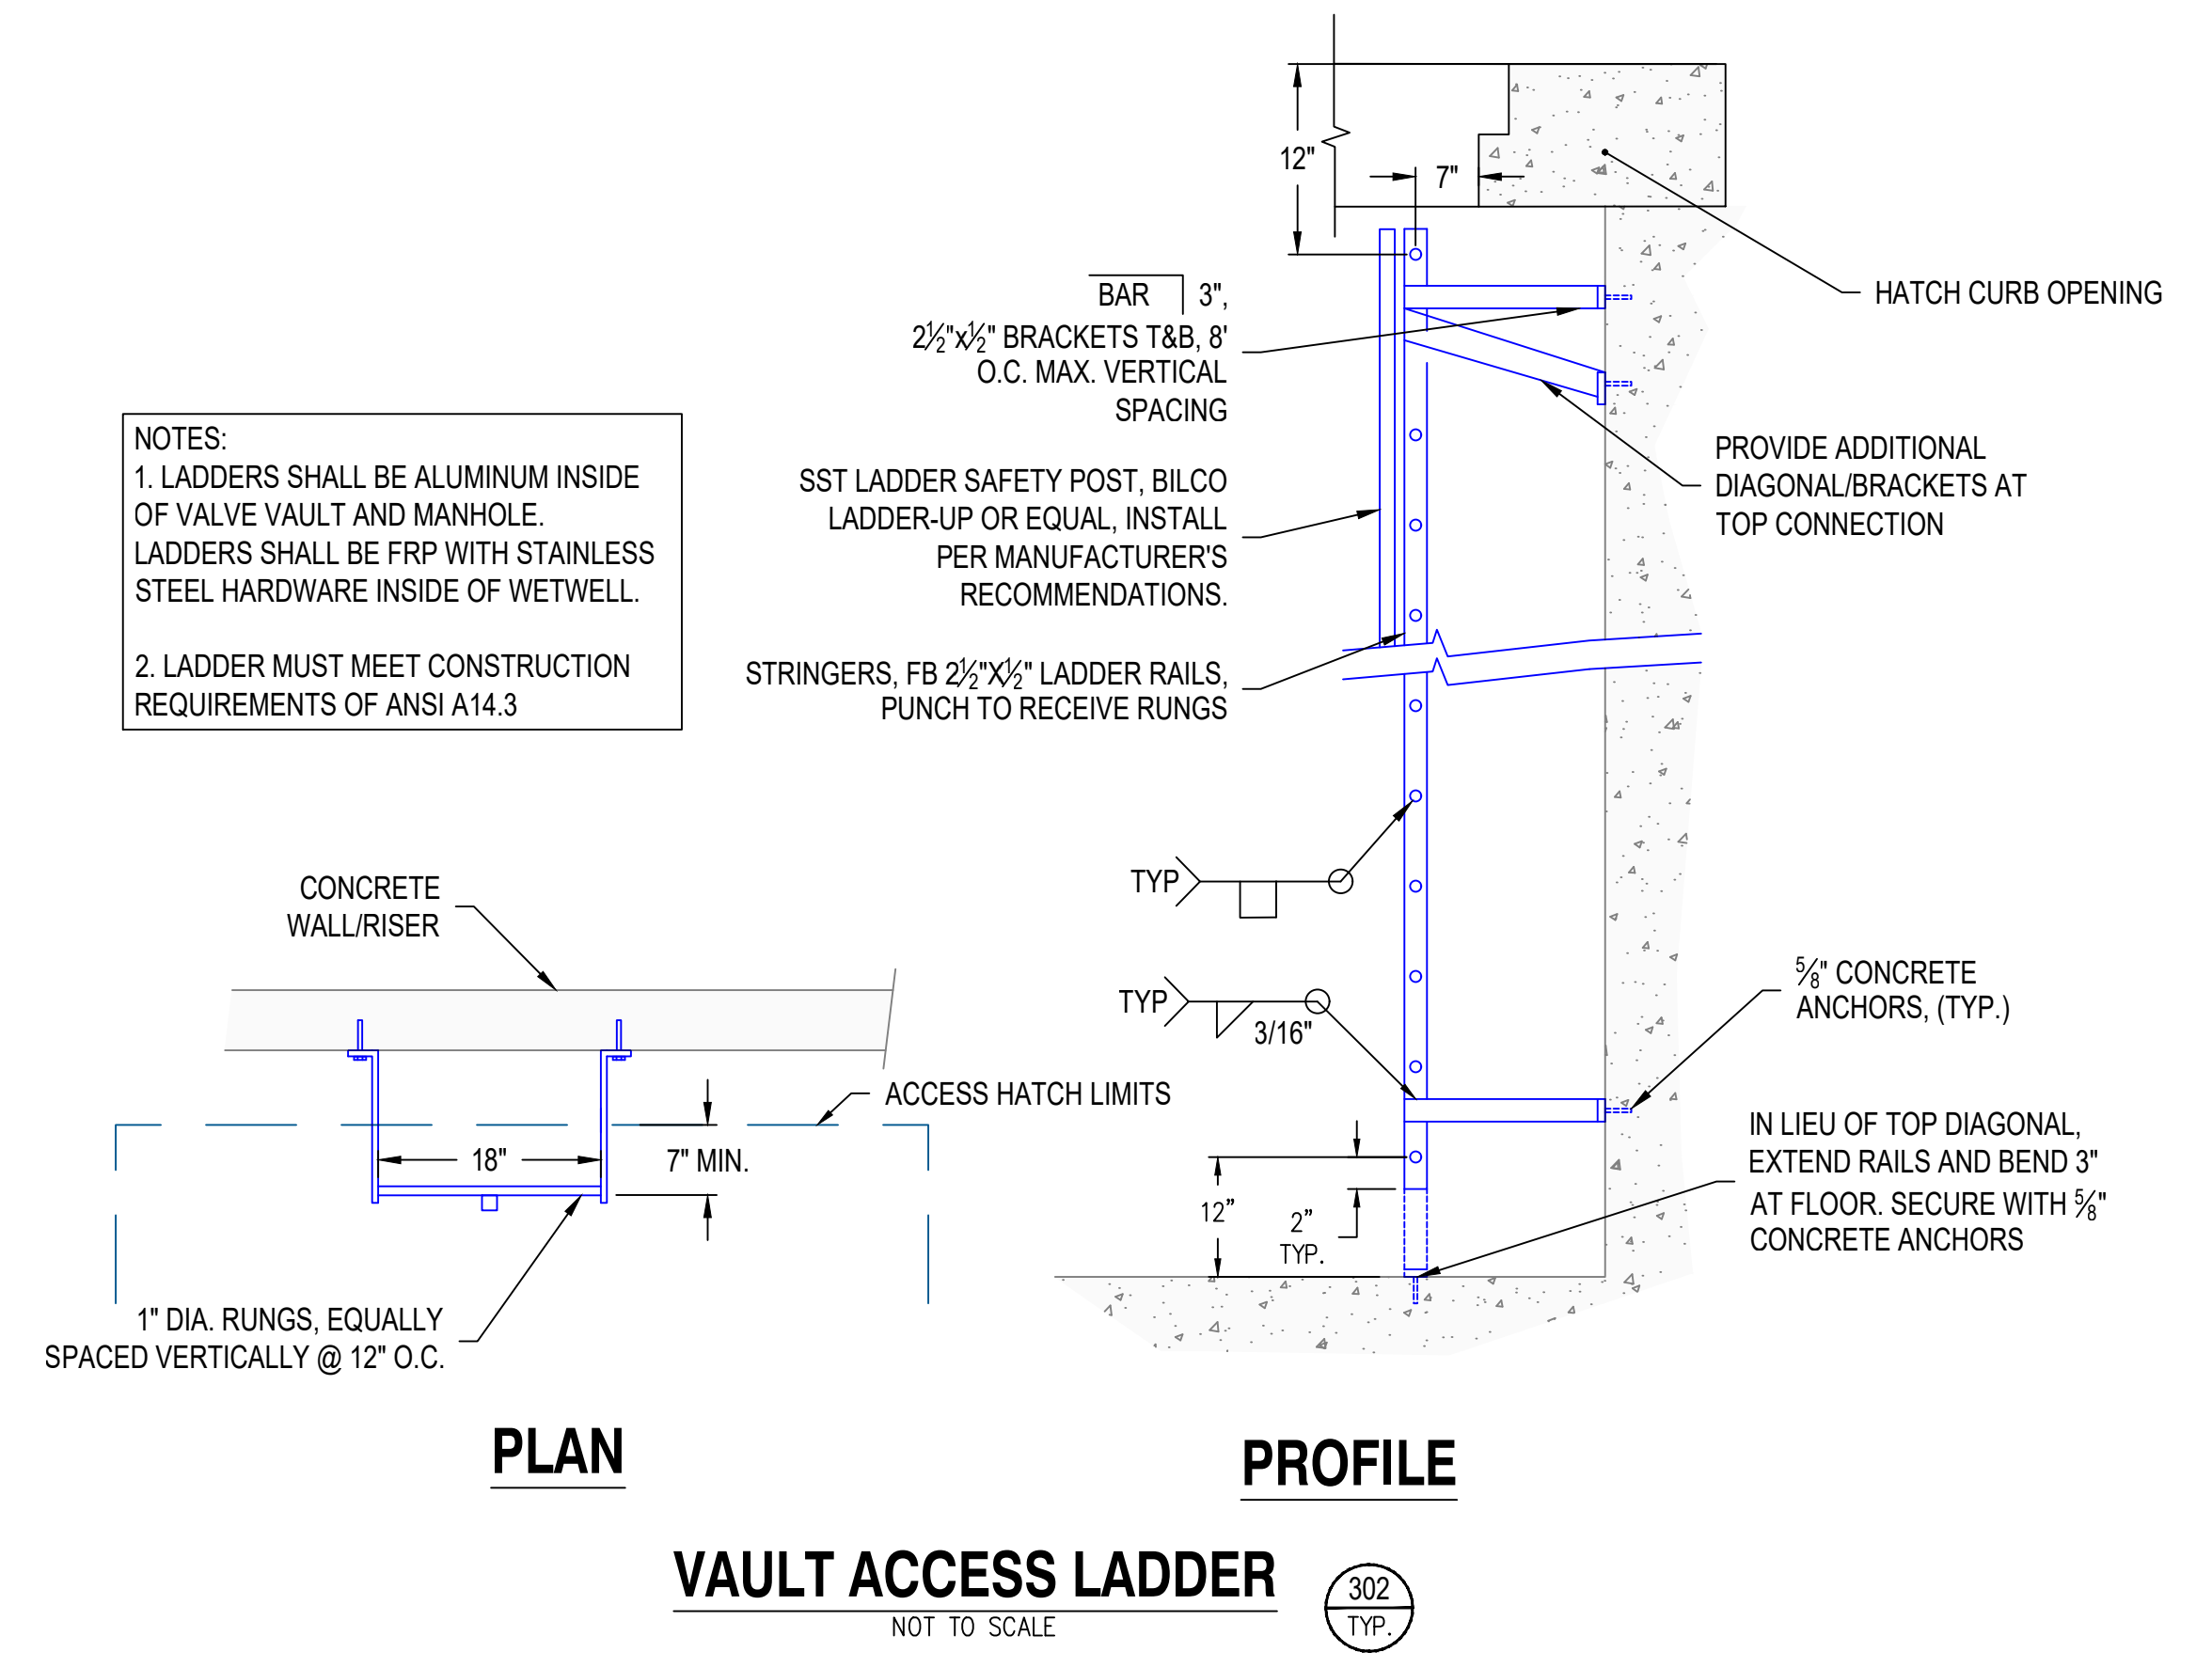 12"
7"
HATCH CURB OPENING
BAR 3",
2½"x½" BRACKETS T&B, 8'
O.C. MAX. VERTICAL
SPACING
NOTES:
1. LADDERS SHALL BE ALUMINUM INSIDE
OF VALVE VAULT AND MANHOLE.
LADDERS SHALL BE FRP WITH STAINLESS
STEEL HARDWARE INSIDE OF WETWELL.
2. LADDER MUST MEET CONSTRUCTION
REQUIREMENTS OF ANSI A14.3
SST LADDER SAFETY POST, BILCO
LADDER-UP OR EQUAL, INSTALL
PER MANUFACTURER'S
RECOMMENDATIONS.
PROVIDE ADDITIONAL
DIAGONAL/BRACKETS AT
TOP CONNECTION
STRINGERS, FB 2½"X½" LADDER RAILS,
PUNCH TO RECEIVE RUNGS
TYP
TYP
3/16"
⅝" CONCRETE
ANCHORS, (TYP.)
IN LIEU OF TOP DIAGONAL,
EXTEND RAILS AND BEND 3"
AT FLOOR. SECURE WITH ⅝"
CONCRETE ANCHORS
12"
2"
TYP.
CONCRETE
WALL/RISER
ACCESS HATCH LIMITS
18"
7" MIN.
1" DIA. RUNGS, EQUALLY
SPACED VERTICALLY @ 12" O.C.
PLAN
PROFILE
VAULT ACCESS LADDER
NOT TO SCALE
302
TYP.